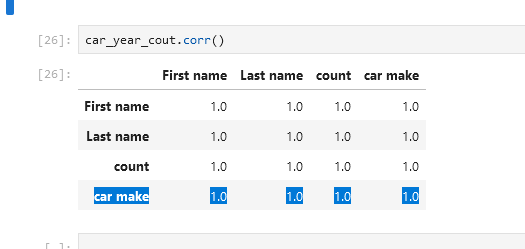 [26]: car_year_cout.corr()
[26]: First name Last name count car make
First name 1.0 1.0 1.0 1.0
Last name 1.0 1.0 1.0 1.0
count 1.0 1.0 1.0 1.0
car make 1.0 1.0 1.0 1.0
[ ]: